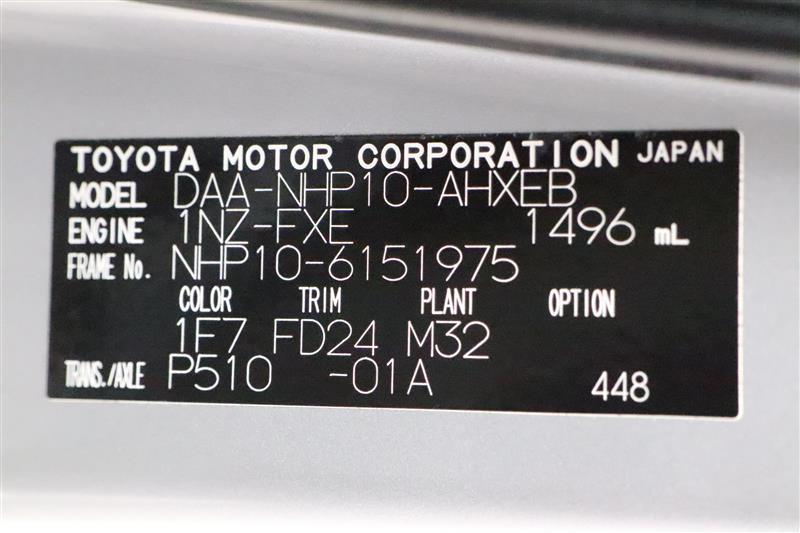 TOYOTA MOTOR CORPORATION JAPAN
MODEL DAA-NHP10-AHXEB
ENGINE 1NZ-FXE 1496 mL
FRAME No. NHP10-6151975
COLOR TRIM PLANT OPTION
1F7 FD24 M32
TRANS./AXLE P510 -01A 448